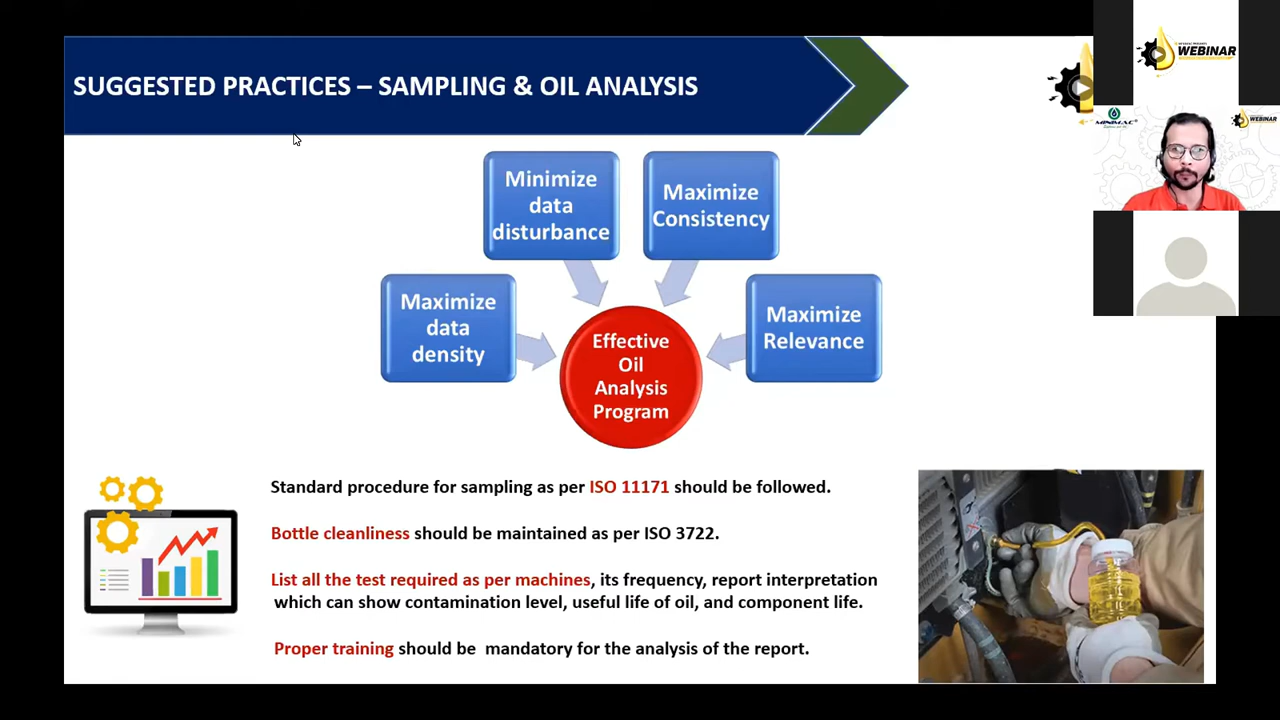 SUGGESTED PRACTICES – SAMPLING & OIL ANALYSIS
WEBINAR
MINIMAC
WEBINAR
Minimize
data
disturbance
Maximize
Consistency
Maximize
data
density
Maximize
Relevance
Effective
Oil
Analysis
Program
Standard procedure for sampling as per ISO 11171 should be followed.
Bottle cleanliness should be maintained as per ISO 3722.
List all the test required as per machines, its frequency, report interpretation
which can show contamination level, useful life of oil, and component life.
Proper training should be mandatory for the analysis of the report.